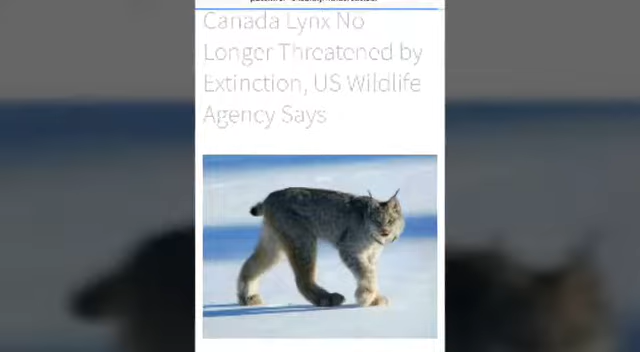 Canada Lynx No
Longer Threatened by
Extinction, US Wildlife
Agency Says